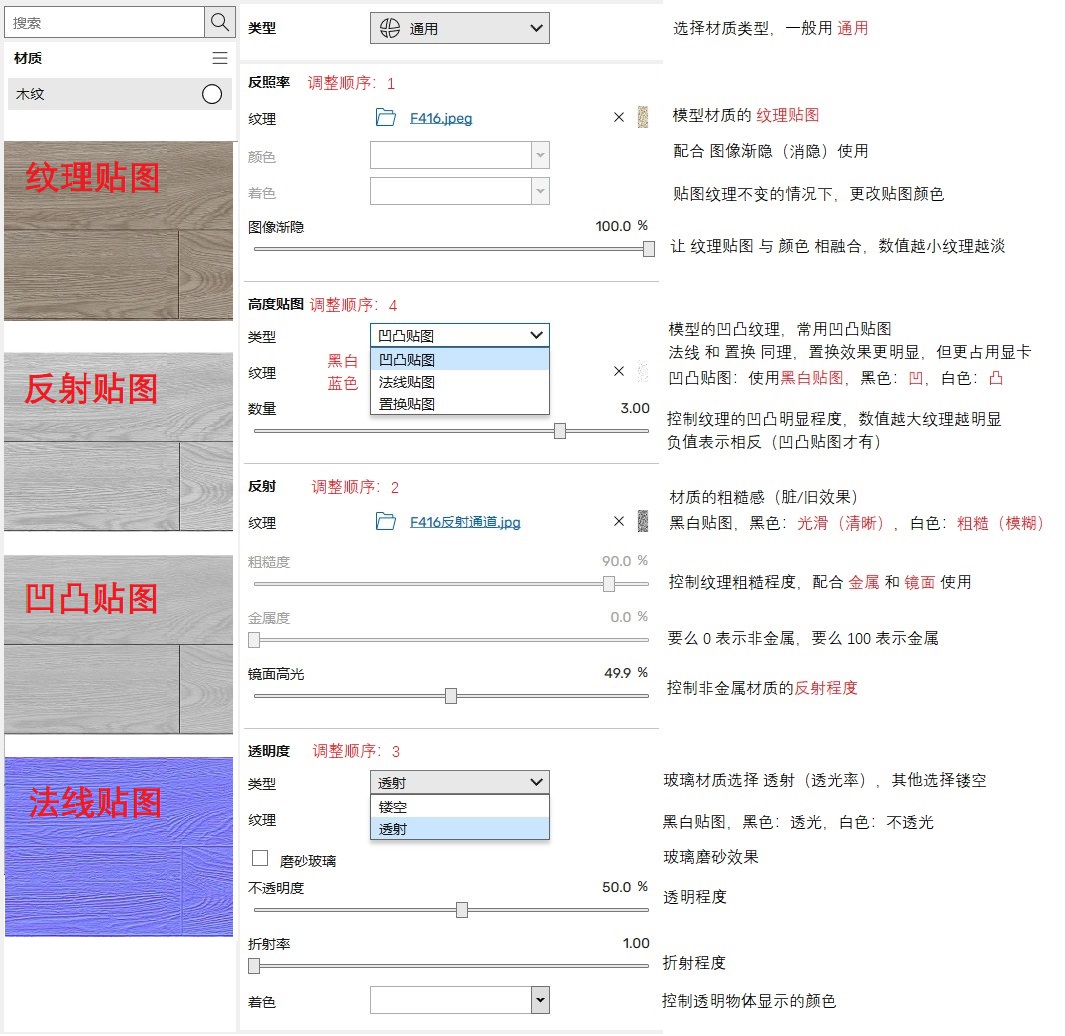 搜索
材质
木纹
纹理贴图
反射贴图
凹凸贴图
法线贴图
类型 通用 选择材质类型，一般用 通用
反照率 调整顺序：1
纹理 F416.jpeg 模型材质的 纹理贴图
颜色 配合 图像渐隐（消隐）使用
着色 贴图纹理不变的情况下，更改贴图颜色
图像渐隐 100.0 % 让 纹理贴图 与 颜色 相融合，数值越小纹理越淡
高度贴图 调整顺序：4
类型 凹凸贴图 模型的凹凸纹理，常用凹凸贴图
黑白 凹凸贴图 法线 和 置换 同理，置换效果更明显，但更占用显卡
纹理 蓝色 法线贴图 凹凸贴图：使用黑白贴图，黑色：凹，白色：凸
置换贴图
数量 3.00 控制纹理的凹凸明显程度，数值越大纹理越明显
负值表示相反（凹凸贴图才有）
反射 调整顺序：2 材质的粗糙感（脏/旧效果）
纹理 F416反射通道.jpg 黑白贴图，黑色：光滑（清晰），白色：粗糙（模糊）
粗糙度 90.0 % 控制纹理粗糙程度，配合 金属 和 镜面 使用
金属度 0.0 % 要么 0 表示非金属，要么 100 表示金属
镜面高光 49.9 % 控制非金属材质的反射程度
透明度 调整顺序：3
类型 透射 玻璃材质选择 透射（透光率），其他选择镂空
镂空
纹理 透射 黑白贴图，黑色：透光，白色：不透光
磨砂玻璃 玻璃磨砂效果
不透明度 50.0 % 透明程度
折射率 1.00 折射程度
着色 控制透明物体显示的颜色